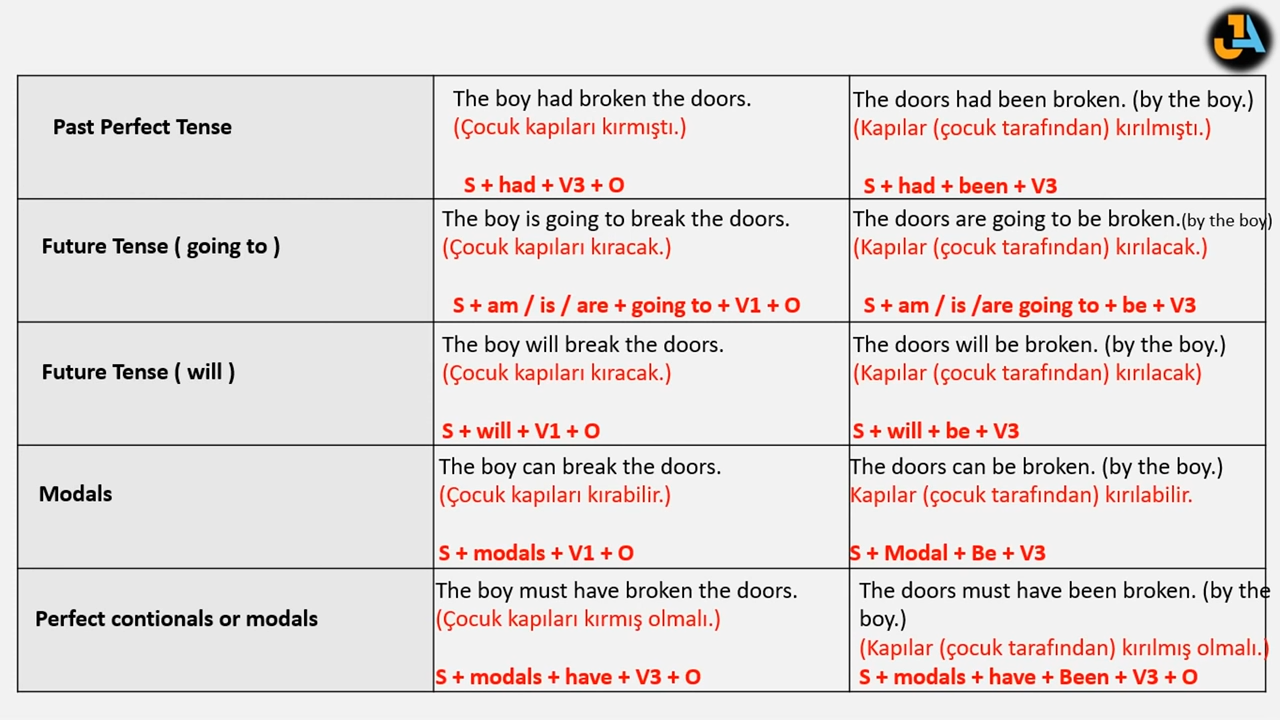 JA
Past Perfect Tense
The boy had broken the doors.
(Çocuk kapıları kırmıştı.)
S + had + V3 + O
The doors had been broken. (by the boy.)
(Kapılar (çocuk tarafından) kırılmıştı.)
S + had + been + V3
Future Tense ( going to )
The boy is going to break the doors.
(Çocuk kapıları kıracak.)
S + am / is / are + going to + V1 + O
The doors are going to be broken.(by the boy)
(Kapılar (çocuk tarafından) kırılacak.)
S + am / is /are going to + be + V3
Future Tense ( will )
The boy will break the doors.
(Çocuk kapıları kıracak.)
S + will + V1 + O
The doors will be broken. (by the boy.)
(Kapılar (çocuk tarafından) kırılacak)
S + will + be + V3
Modals
The boy can break the doors.
(Çocuk kapıları kırabilir.)
S + modals + V1 + O
The doors can be broken. (by the boy.)
Kapılar (çocuk tarafından) kırılabilir.
S + Modal + Be + V3
Perfect contionals or modals
The boy must have broken the doors.
(Çocuk kapıları kırmış olmalı.)
S + modals + have + V3 + O
The doors must have been broken. (by the
boy.)
(Kapılar (çocuk tarafından) kırılmış olmalı.)
S + modals + have + Been + V3 + O